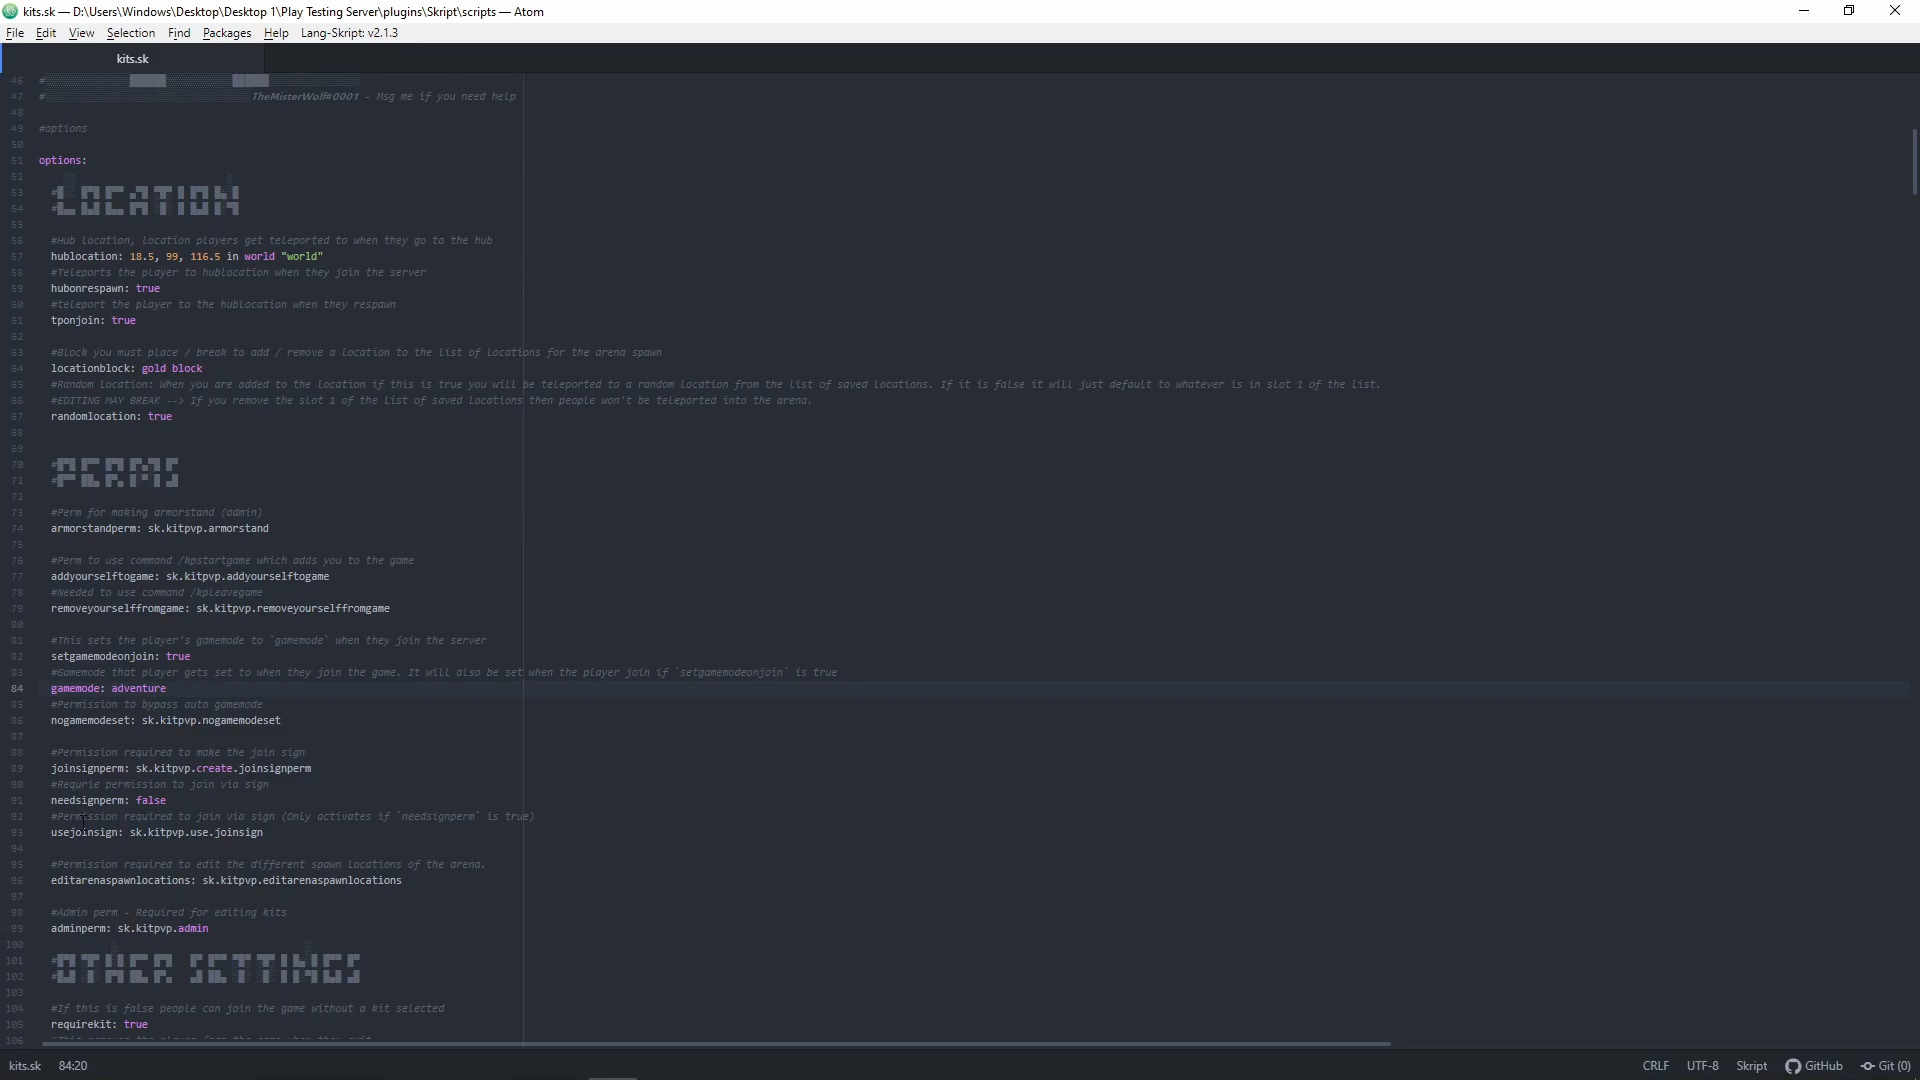 kits.sk — D:\Users\Windows\Desktop\Desktop 1\Play Testing Server\plugins\Skript\scripts — Atom
File Edit View Selection Find Packages Help Lang-Skript: v2.1.3
kits.sk
46 #
47 # TheMisterWolf#0001 - Msg me if you need help
48
49 #options
50
51 options:
52
53 #
54 #
55
56 #Hub location, location players get teleported to when they go to the hub
57 hublocation: 18.5, 99, 116.5 in world "world"
58 #Teleports the player to hublocation when they join the server
59 hubonrespawn: true
60 #teleport the player to the hublocation when they respawn
61 tponjoin: true
62
63 #Block you must place / break to add / remove a location to the list of locations for the arena spawn
64 locationblock: gold block
65 #Random location: When you are added to the location if this is true you will be teleported to a random location from the list of saved locations. If it is false it will just default to whatever is in slot 1 of the list.
66 #EDITING MAY BREAK --> If you remove the slot 1 of the list of saved locations then people won't be teleported into the arena.
67 randomlocation: true
68
69
70 #
71 #
72
73 #Perm for making armorstand (admin)
74 armorstandperm: sk.kitpvp.armorstand
75
76 #Perm to use command /kpstartgame which adds you to the game
77 addyourselftogame: sk.kitpvp.addyourselftogame
78 #Needed to use command /kpleavegame
79 removeyourselffromgame: sk.kitpvp.removeyourselffromgame
80
81 #This sets the player's gamemode to `gamemode` when they join the server
82 setgamemodeonjoin: true
83 #Gamemode that player gets set to when they join the game. It will also be set when the player join if `setgamemodeonjoin` is true
84 gamemode: adventure
85 #Permission to bypass auto gamemode
86 nogamemodeset: sk.kitpvp.nogamemodeset
87
88 #Permission required to make the join sign
89 joinsignperm: sk.kitpvp.create.joinsignperm
90 #Requrie permission to join via sign
91 needsignperm: false
92 #Permission required to join via sign (Only activates if `needsignperm` is true)
93 usejoinsign: sk.kitpvp.use.joinsign
94
95 #Permission required to edit the different spawn locations of the arena.
96 editarenaspawnlocations: sk.kitpvp.editarenaspawnlocations
97
98 #Admin perm - Required for editing kits
99 adminperm: sk.kitpvp.admin
100
101 #
102 #
103
104 #If this is false people can join the game without a kit selected
105 requirekit: true
106
kits.sk 84:20 CRLF UTF-8 Skript GitHub Git (0)